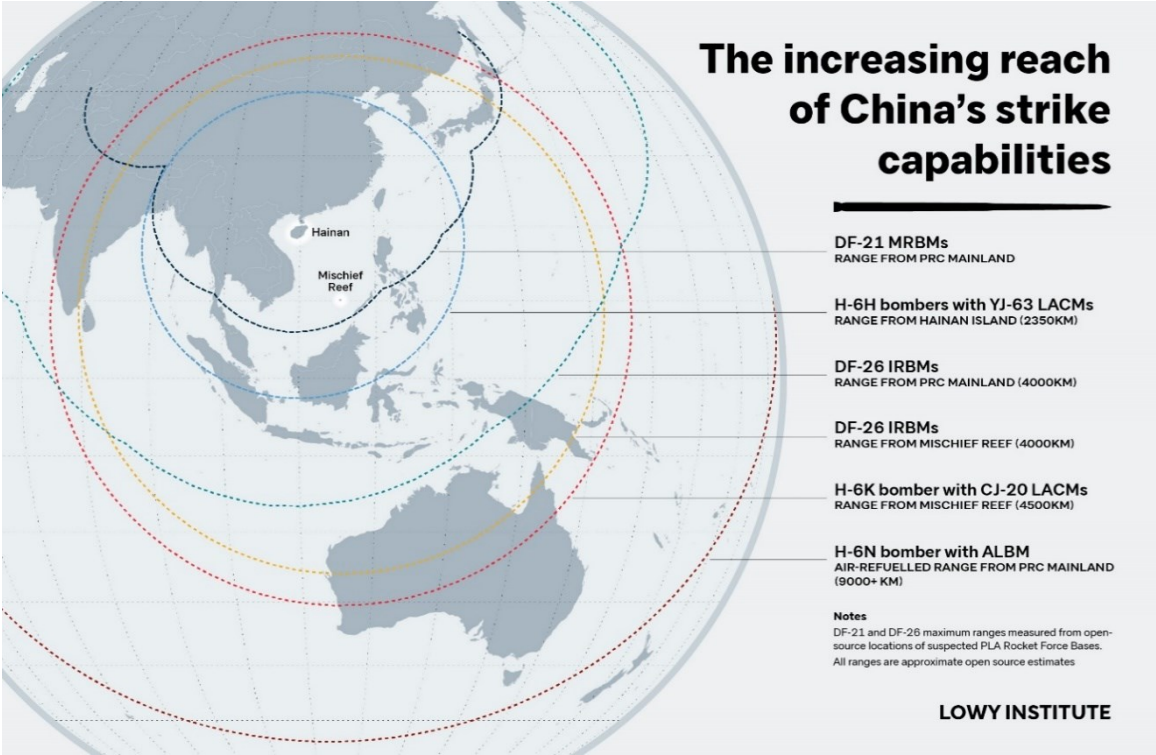 The increasing reach
of China's strike
capabilities
Hainan
Mischief
Reef
DF-21 MRBMs
RANGE FROM PRC MAINLAND
H-6H bombers with YJ-63 LACMs
RANGE FROM HAINAN ISLAND (2350KM)
DF-26 IRBMs
RANGE FROM PRC MAINLAND (4000KM)
DF-26 IRBMs
RANGE FROM MISCHIEF REEF (4000KM)
H-6K bomber with CJ-20 LACMs
RANGE FROM MISCHIEF REEF (4500KM)
H-6N bomber with ALBM
AIR-REFUELLED RANGE FROM PRC MAINLAND
(9000+ KM)
Notes
DF-21 and DF-26 maximum ranges measured from open-
source locations of suspected PLA Rocket Force Bases.
All ranges are approximate open source estimates
LOWY INSTITUTE